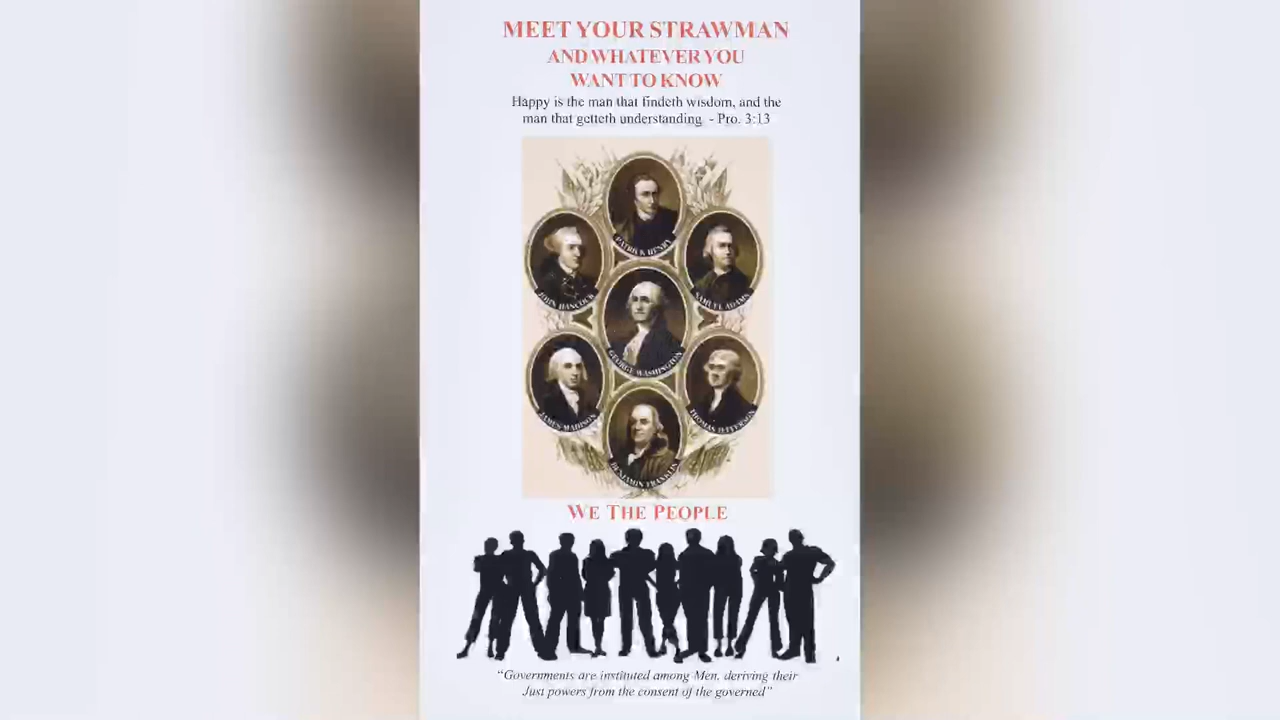 MEET YOUR STRAWMAN
AND WHATEVER YOU
WANT TO KNOW
Happy is the man that findeth wisdom, and the
man that getteth understanding. - Pro. 3:13
PATRICK HENRY
JOHN HANCOCK
SAMUEL ADAMS
GEORGE WASHINGTON
JAMES MADISON
THOMAS JEFFERSON
BENJAMIN FRANKLIN
WE THE PEOPLE
"Governments are instituted among Men, deriving their
Just powers from the consent of the governed"